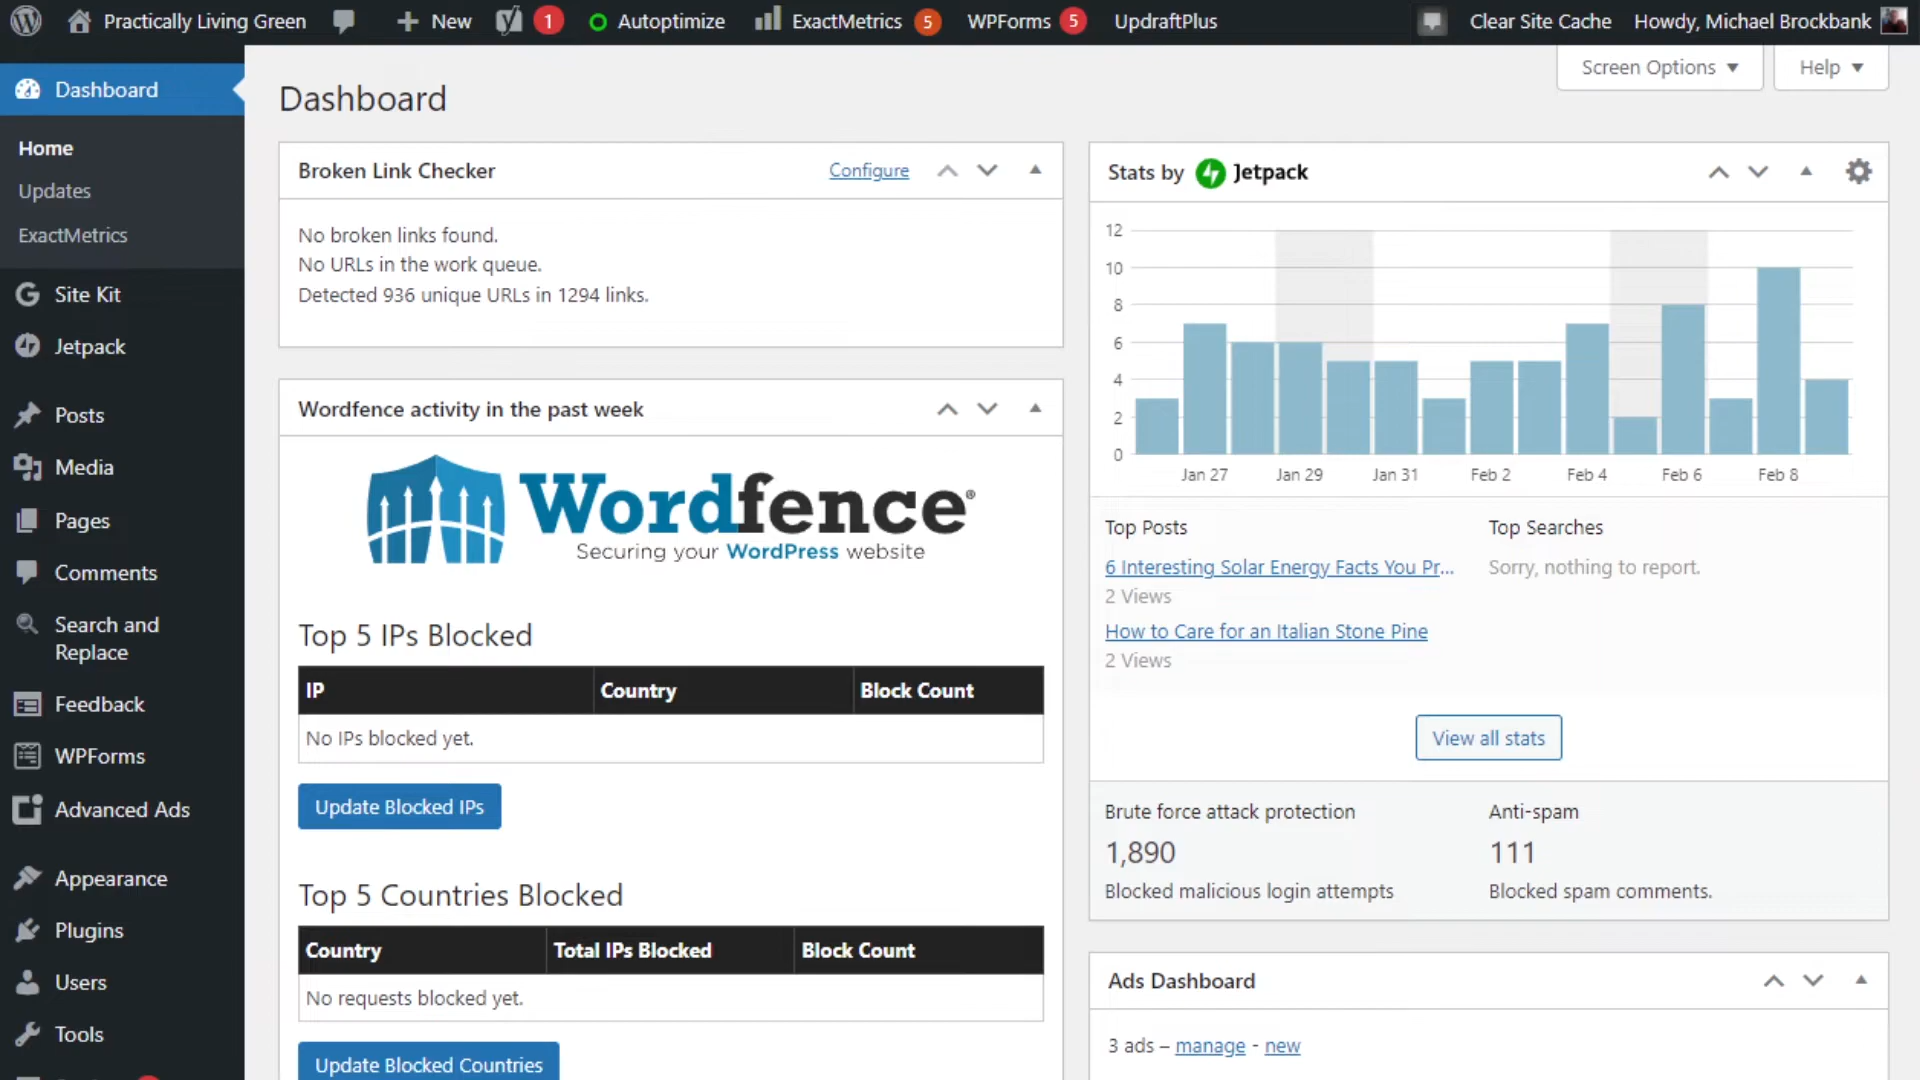 Practically Living Green
New
1
Autoptimize
ExactMetrics 5
WPForms 5
UpdraftPlus
Clear Site Cache
Howdy, Michael Brockbank
Dashboard
Home
Updates
ExactMetrics
Site Kit
Jetpack
Posts
Media
Pages
Comments
Search and
Replace
Feedback
WPForms
Advanced Ads
Appearance
Plugins
Users
Tools
Screen Options
Help
Dashboard
Broken Link Checker
Configure
No broken links found.
No URLs in the work queue.
Detected 936 unique URLs in 1294 links.
Wordfence activity in the past week
Wordfence®
Securing your WordPress website
Top 5 IPs Blocked
IP Country Block Count
No IPs blocked yet.
Update Blocked IPs
Top 5 Countries Blocked
Country Total IPs Blocked Block Count
No requests blocked yet.
Update Blocked Countries
Stats by Jetpack
12
10
8
6
4
2
0
Jan 27 Jan 29 Jan 31 Feb 2 Feb 4 Feb 6 Feb 8
Top Posts
6 Interesting Solar Energy Facts You Pr...
2 Views
How to Care for an Italian Stone Pine
2 Views
Top Searches
Sorry, nothing to report.
View all stats
Brute force attack protection
1,890
Blocked malicious login attempts
Anti-spam
111
Blocked spam comments.
Ads Dashboard
3 ads – manage - new